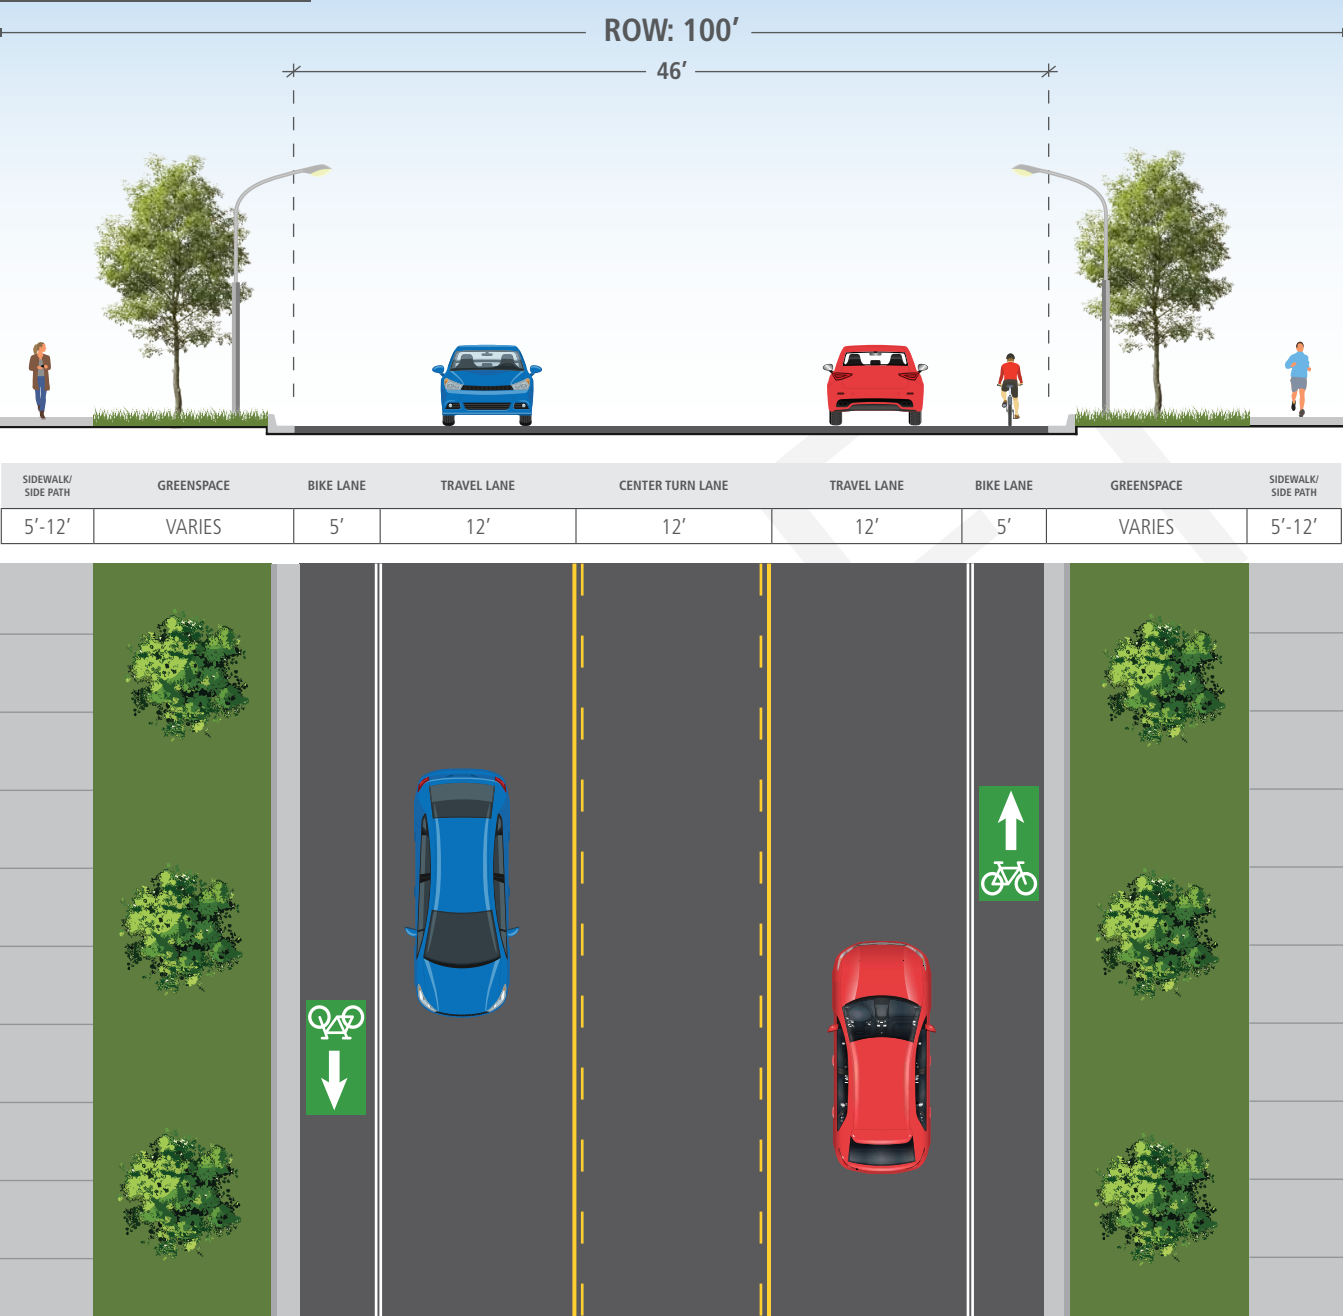 ROW: 100’
46’
SIDEWALK/
SIDE PATH
GREENSPACE
BIKE LANE
TRAVEL LANE
CENTER TURN LANE
TRAVEL LANE
BIKE LANE
GREENSPACE
SIDEWALK/
SIDE PATH
5’-12’
VARIES
5’
12’
12’
12’
5’
VARIES
5’-12’